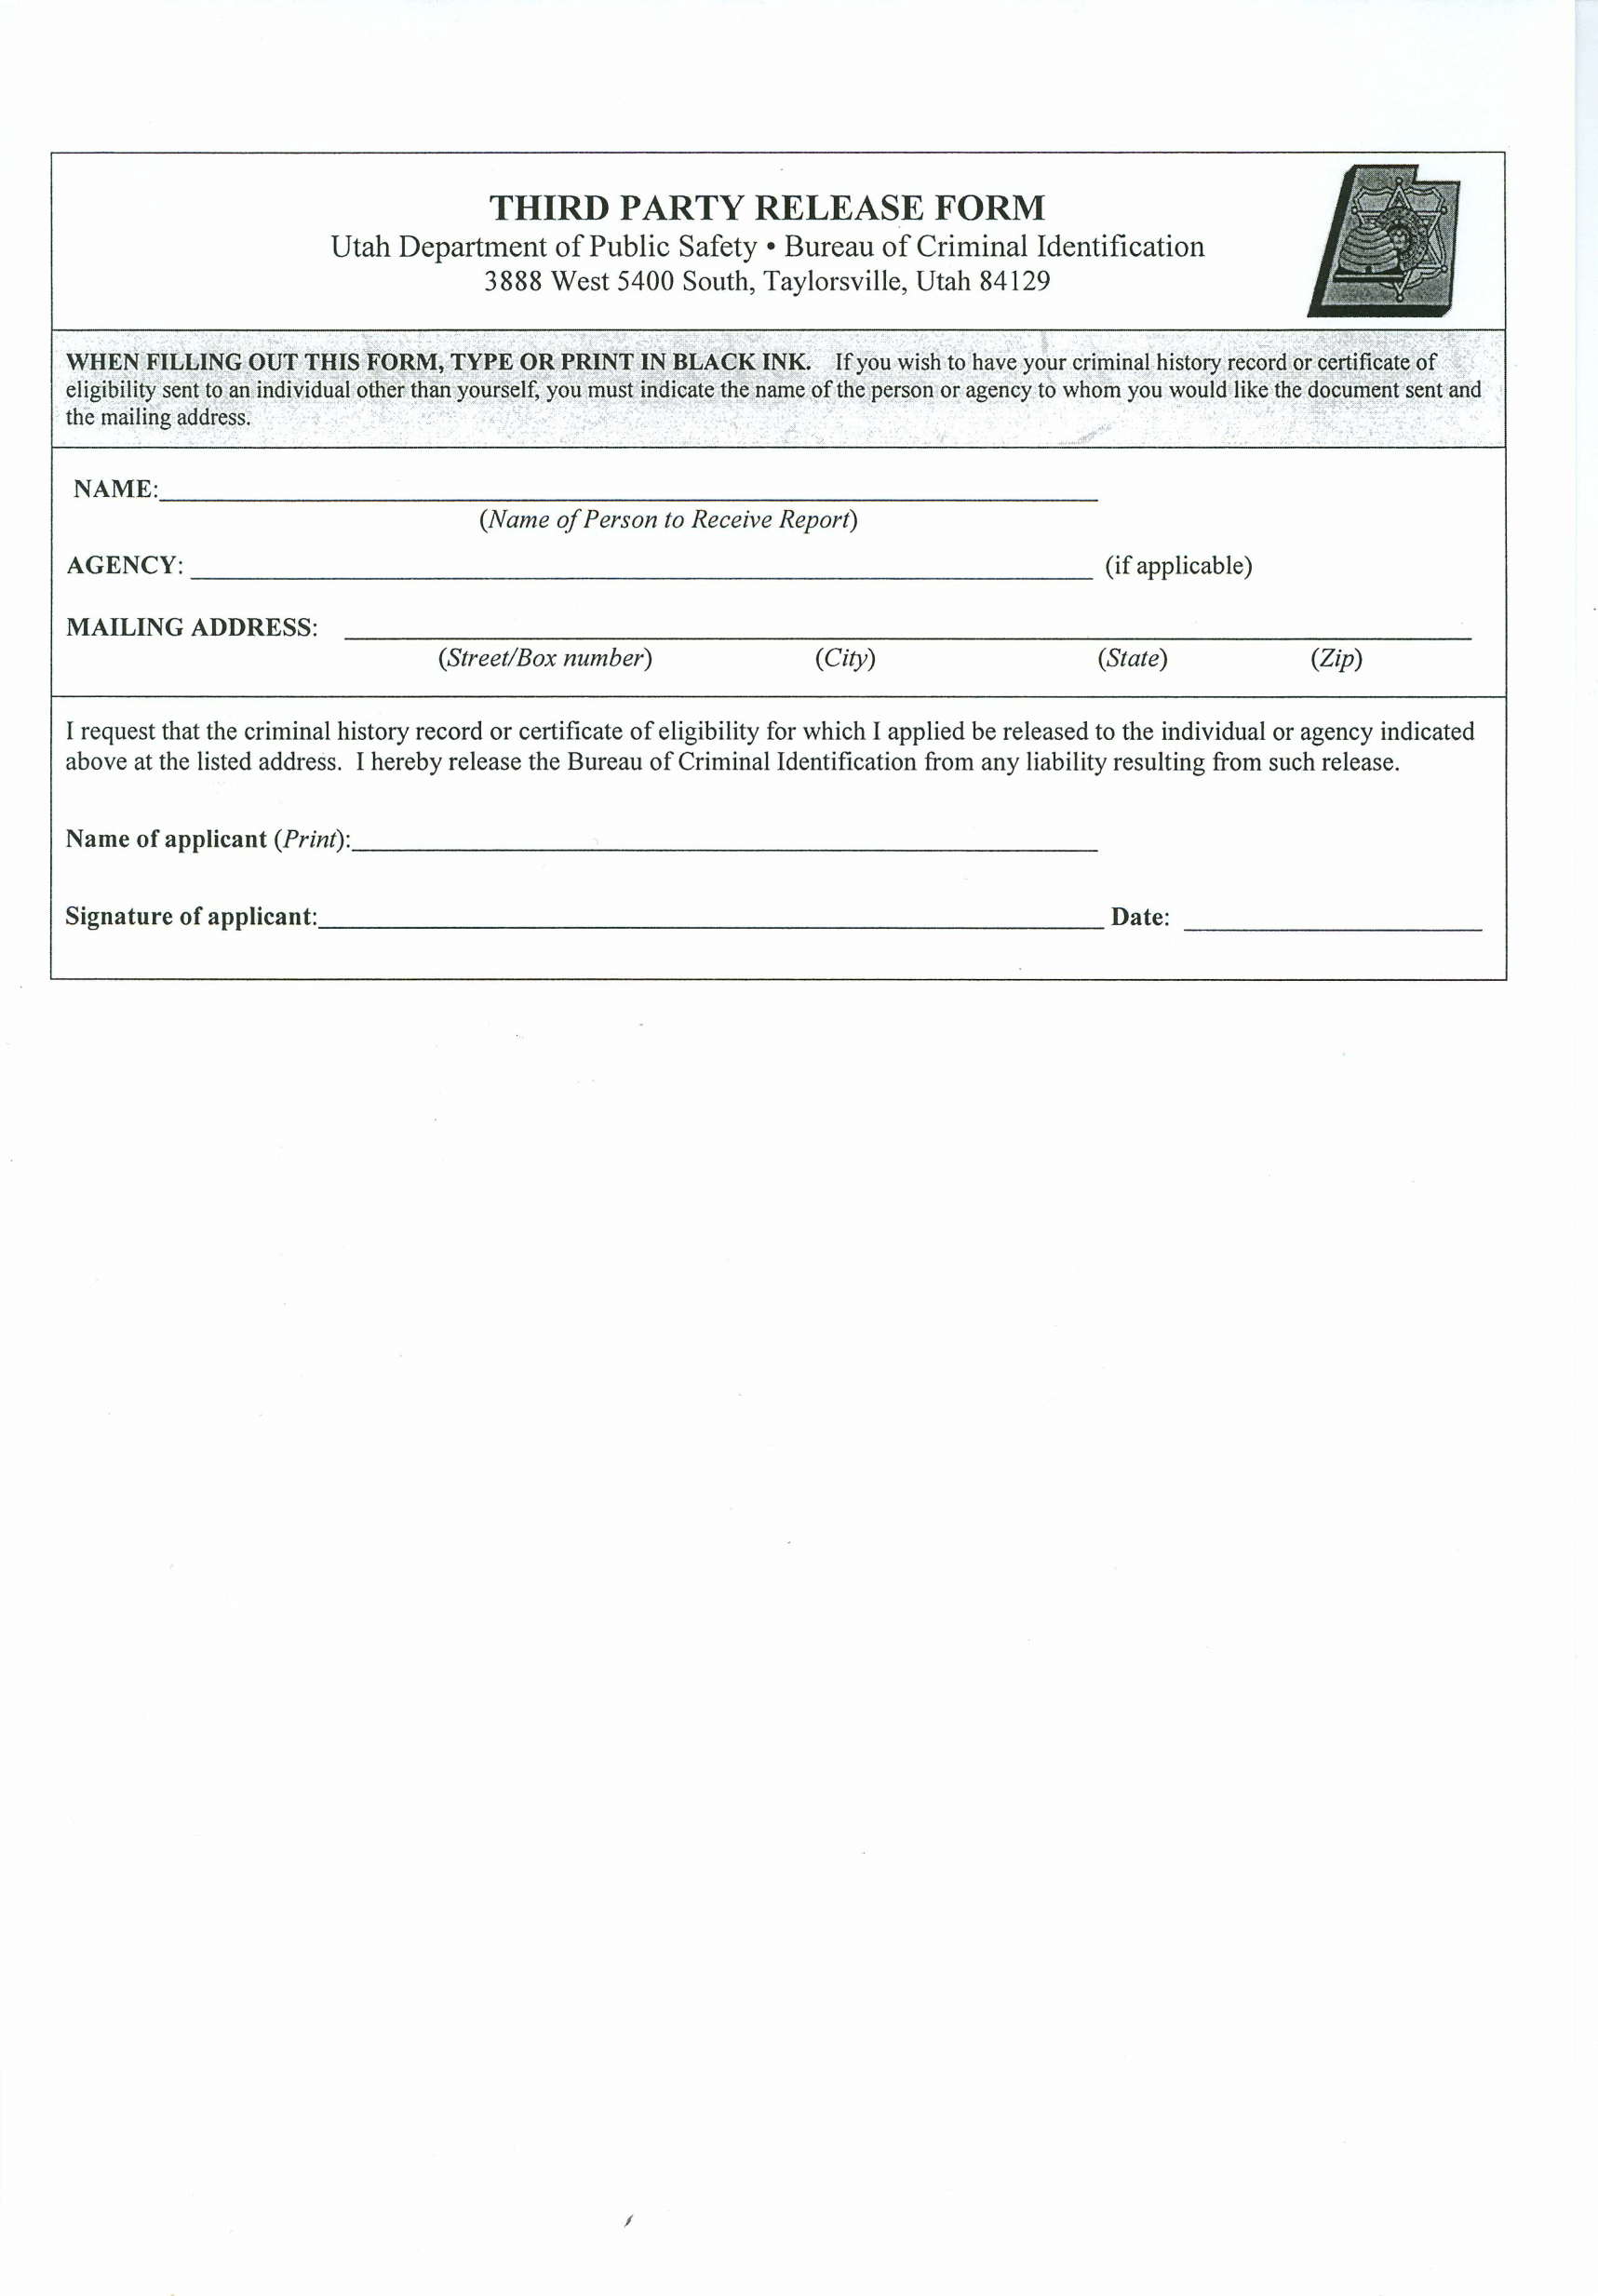 THIRD PARTY RELEASE FORM
Utah Department of Public Safety • Bureau of Criminal Identification
3888 West 5400 South, Taylorsville, Utah 84129
WHEN FILLING OUT THIS FORM, TYPE OR PRINT IN BLACK INK. If you wish to have your criminal history record or certificate of
eligibility sent to an individual other than yourself, you must indicate the name of the person or agency to whom you would like the document sent and
the mailing address.
NAME:
(Name of Person to Receive Report)
AGENCY: (if applicable)
MAILING ADDRESS:
(Street/Box number) (City) (State) (Zip)
I request that the criminal history record or certificate of eligibility for which I applied be released to the individual or agency indicated
above at the listed address. I hereby release the Bureau of Criminal Identification from any liability resulting from such release.
Name of applicant (Print):
Signature of applicant: Date: